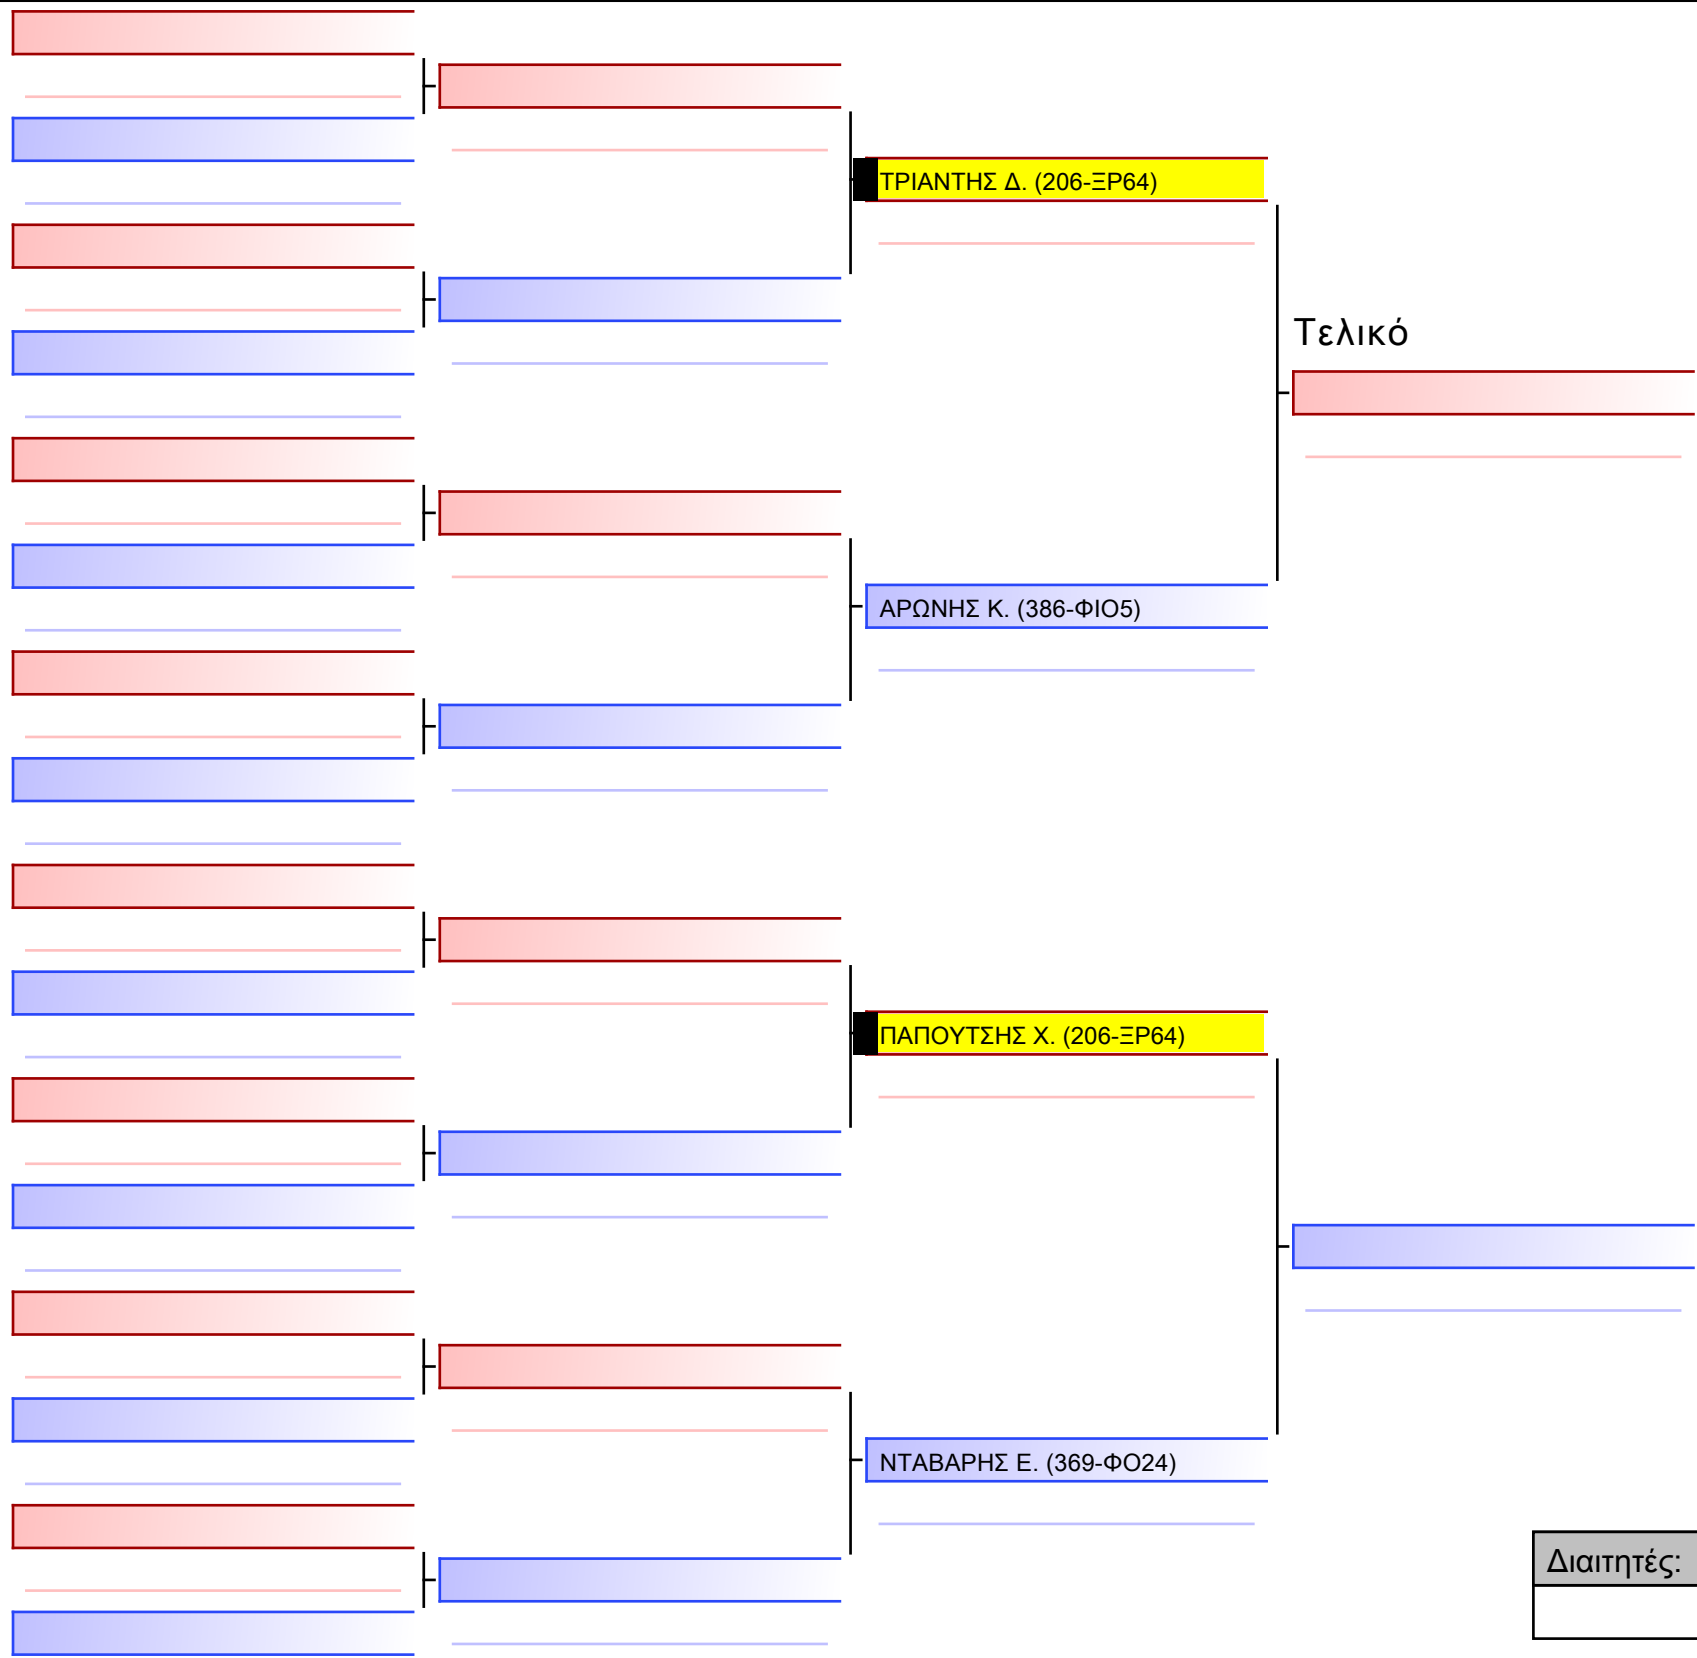 ΤΡΙΑΝΤΗΣ Δ. (206-ΞΡ64)
Τελικό
ΑΡΩΝΗΣ Κ. (386-ΦΙΟ5)
ΠΑΠΟΥΤΣΗΣ Χ. (206-ΞΡ64)
ΝΤΑΒΑΡΗΣ Ε. (369-ΦΟ24)
Διαιτητές: